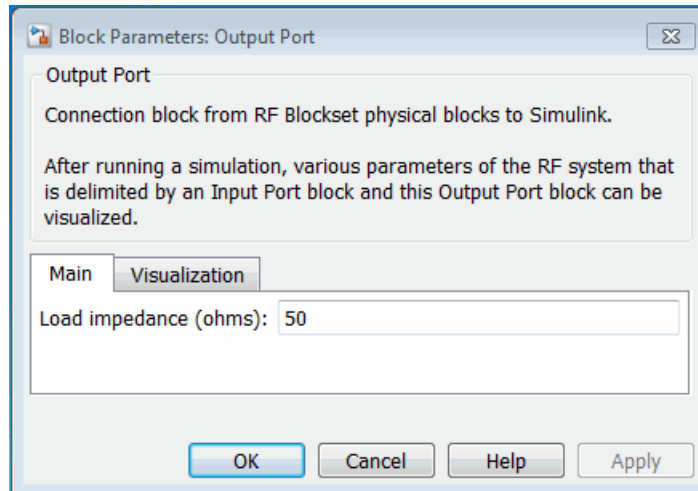 Block Parameters: Output Port
Output Port
Connection block from RF Blockset physical blocks to Simulink.
After running a simulation, various parameters of the RF system that
is delimited by an Input Port block and this Output Port block can be
visualized.
Main
Visualization
Load impedance (ohms): 50
OK
Cancel
Help
Apply